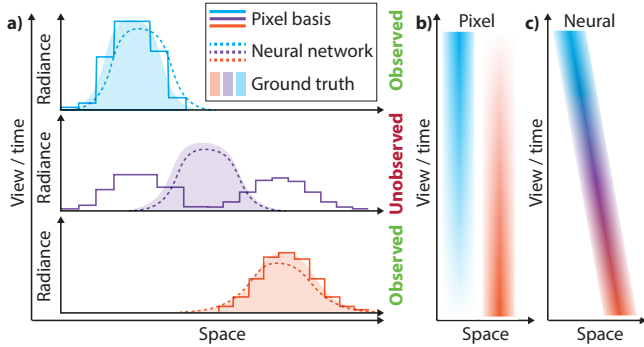 a)
View / time
Radiance
Radiance
Radiance
Pixel basis
Neural network
Ground truth
Observed
Unobserved
Observed
Space
b)
Pixel
View / time
Space
c)
Neural
View / time
Space